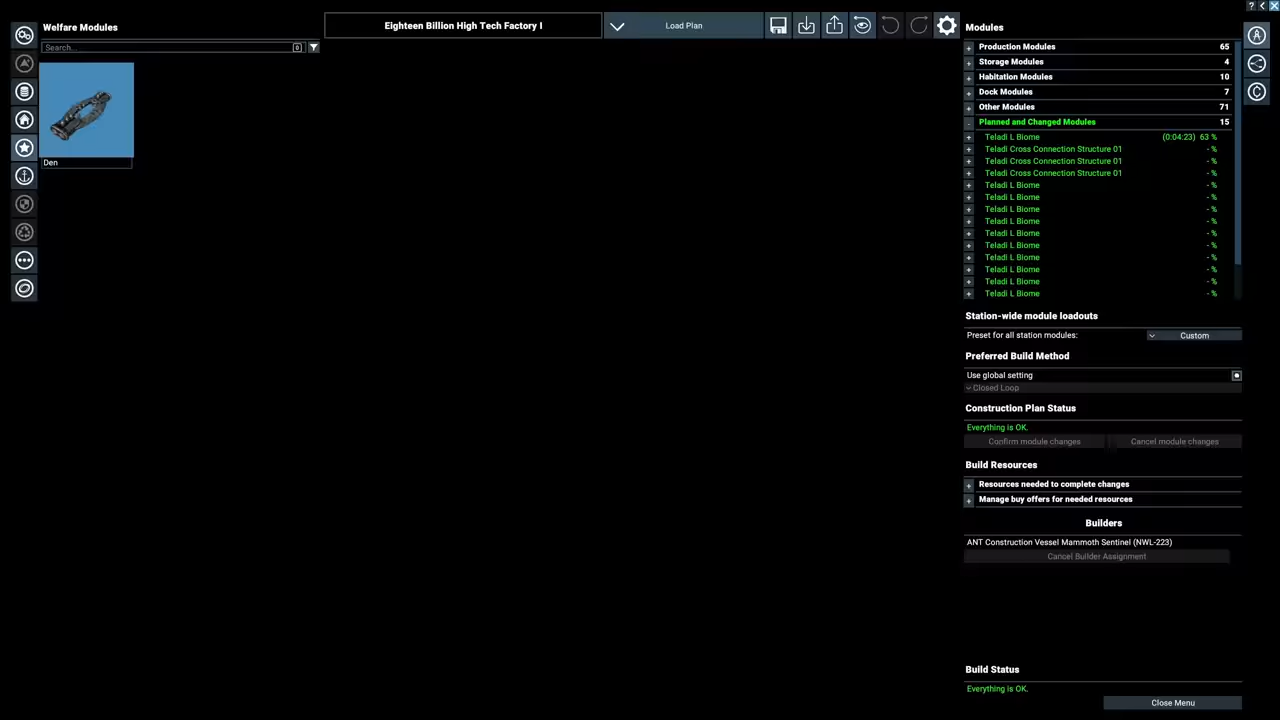 Welfare Modules
Search...
Den
Eighteen Billion High Tech Factory I
Load Plan
Modules
Production Modules 65
Storage Modules 4
Habitation Modules 10
Dock Modules 7
Other Modules 71
Planned and Changed Modules 15
Teladi L Biome (0:04:23) 63 %
Teladi Cross Connection Structure 01 - %
Teladi Cross Connection Structure 01 - %
Teladi Cross Connection Structure 01 - %
Teladi L Biome - %
Teladi L Biome - %
Teladi L Biome - %
Teladi L Biome - %
Teladi L Biome - %
Teladi L Biome - %
Teladi L Biome - %
Teladi L Biome - %
Teladi L Biome - %
Teladi L Biome - %
Station-wide module loadouts
Preset for all station modules: Custom
Preferred Build Method
Use global setting
Closed Loop
Construction Plan Status
Everything is OK.
Confirm module changes Cancel module changes
Build Resources
Resources needed to complete changes
Manage buy offers for needed resources
Builders
ANT Construction Vessel Mammoth Sentinel (NWL-223)
Cancel Builder Assignment
Build Status
Everything is OK.
Close Menu